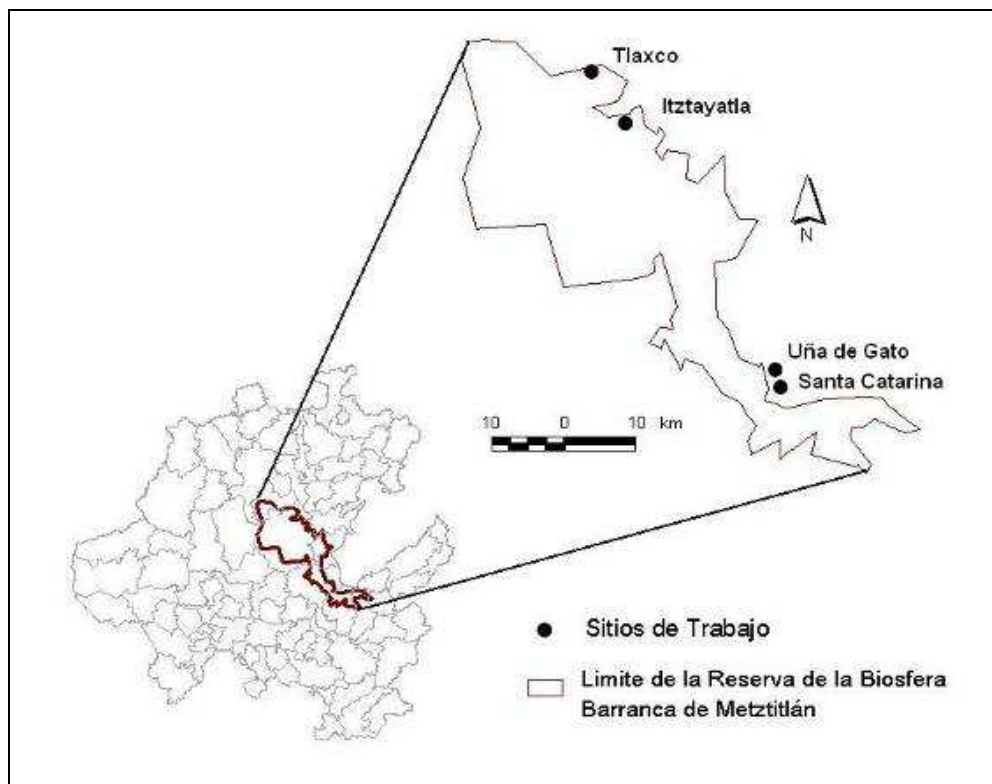 Tlaxco
Itztayatla
N
Uña de Gato
Santa Catarina
10 0 10 km
Sitios de Trabajo
Limite de la Reserva de la Biosfera
Barranca de Metztitlán